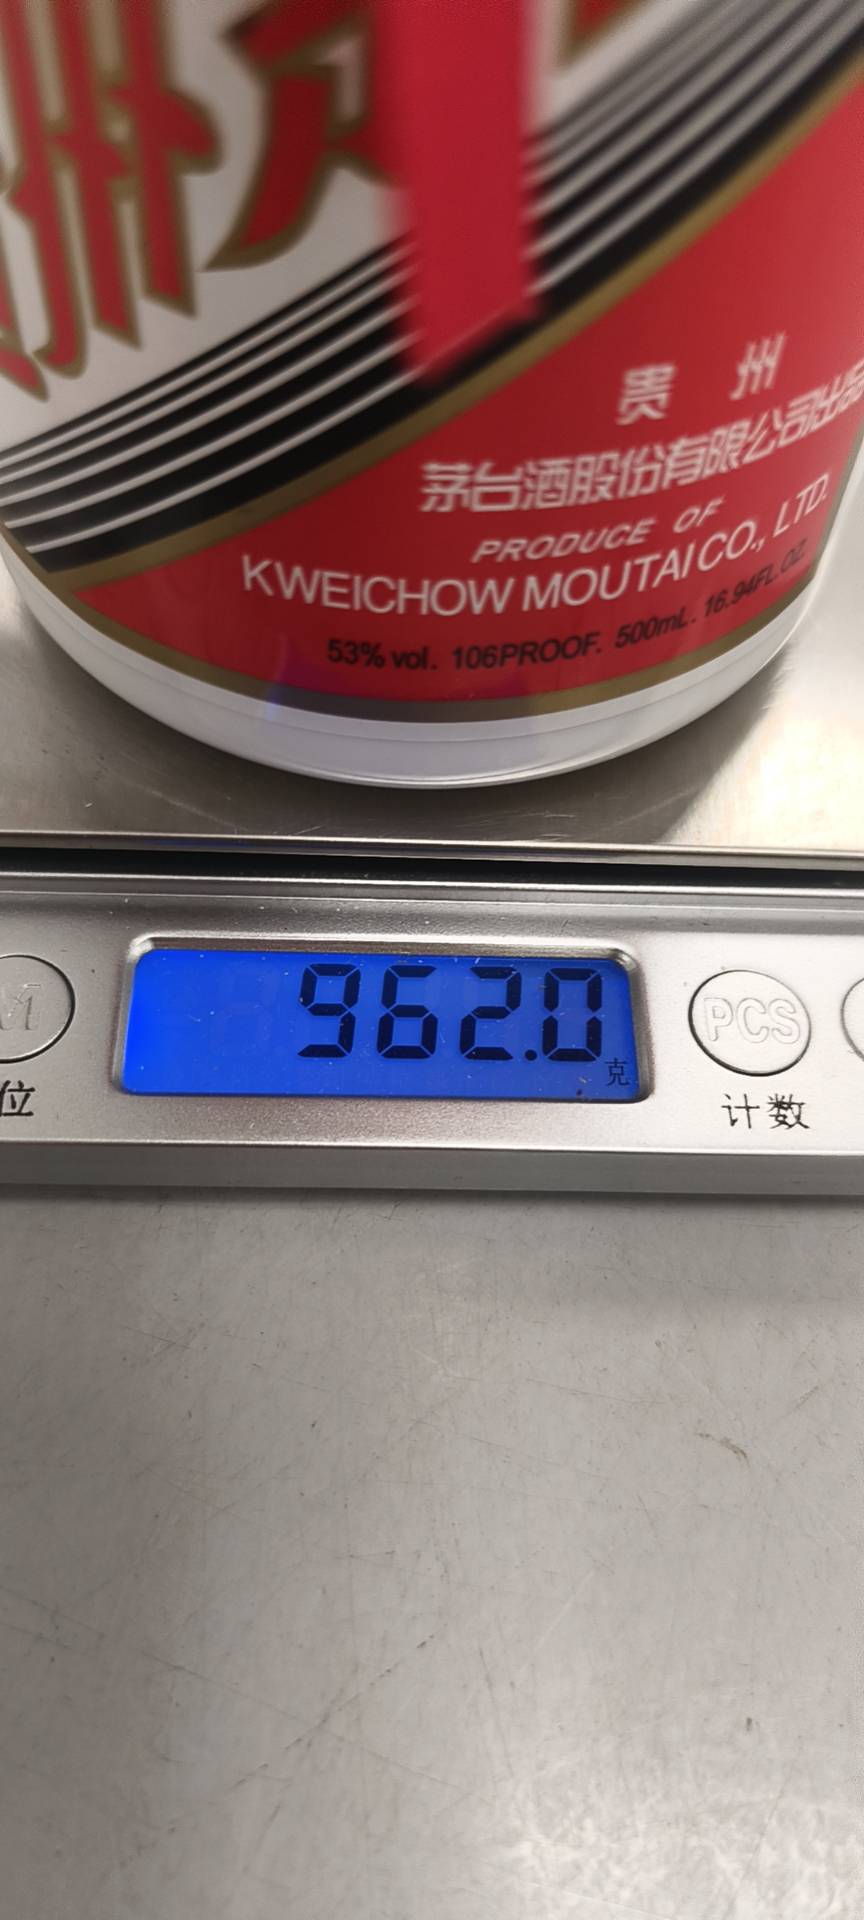 州
贵 州
茅台酒股份有限公司出品
PRODUCE OF
KWEICHOW MOUTAI CO., LTD.
53% vol. 106PROOF. 500mL. 16.94FL.OZ.
962.0
克
PCS
位
计数